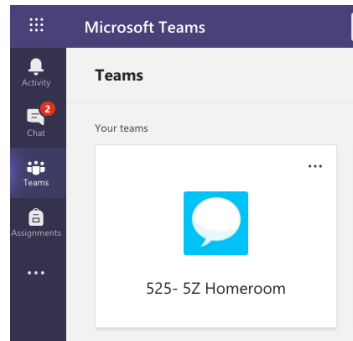 Microsoft Teams
Activity
2
Chat
Teams
Assignments
Teams
Your teams
525- 5Z Homeroom